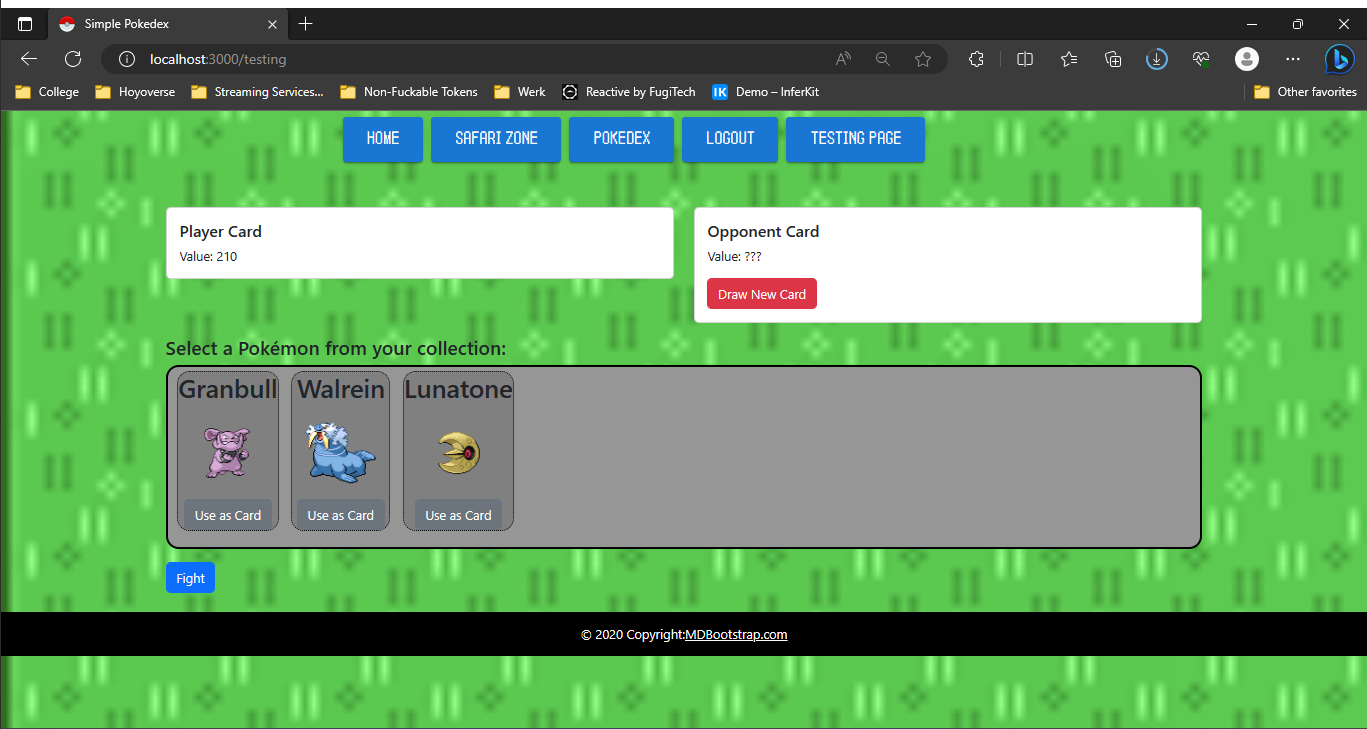 Simple Pokedex
localhost:3000/testing
College
Hoyoverse
Streaming Services...
Non-Fuckable Tokens
Werk
Reactive by FugiTech
IK Demo – InferKit
Other favorites
HOME
SAFARI ZONE
POKEDEX
LOGOUT
TESTING PAGE
Player Card
Value: 210
Opponent Card
Value: ???
Draw New Card
Select a Pokémon from your collection:
Granbull
Use as Card
Walrein
Use as Card
Lunatone
Use as Card
Fight
© 2020 Copyright:MDBootstrap.com